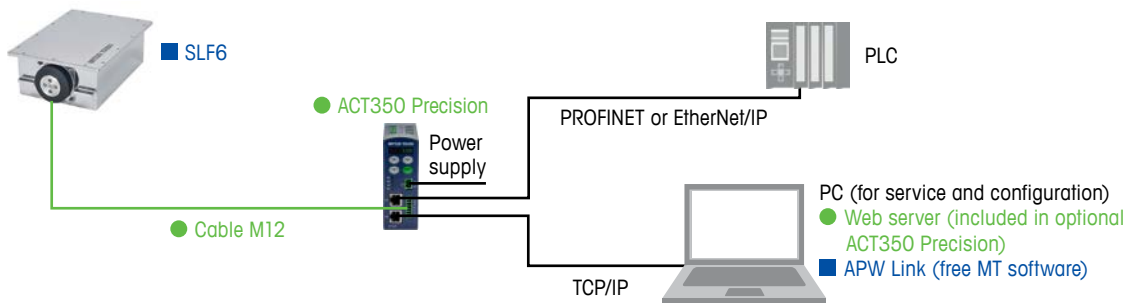 SLF6
PLC
ACT350 Precision
PROFINET or EtherNet/IP
Power
supply
PC (for service and configuration)
Web server (included in optional
ACT350 Precision)
APW Link (free MT software)
Cable M12
TCP/IP